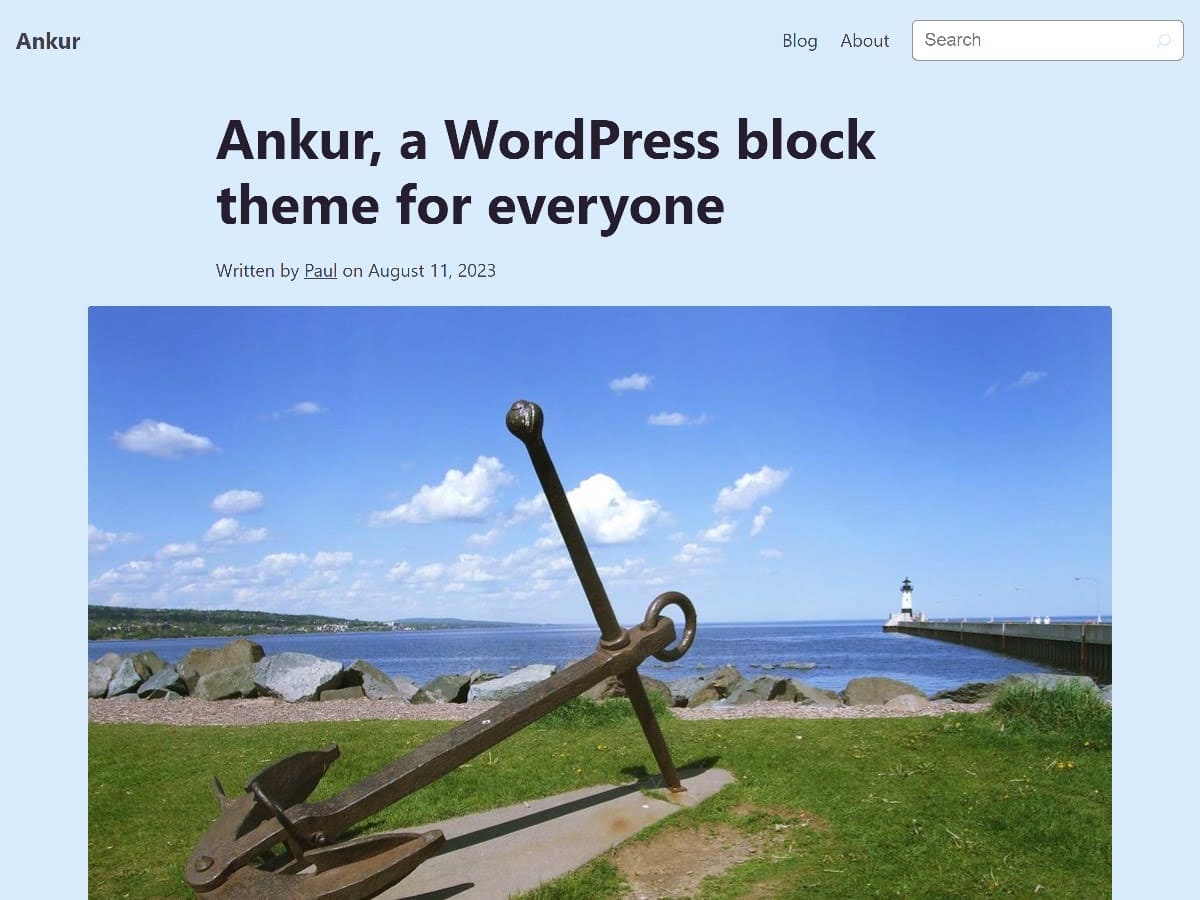 Ankur
Blog About Search
Ankur, a WordPress block
theme for everyone
Written by Paul on August 11, 2023